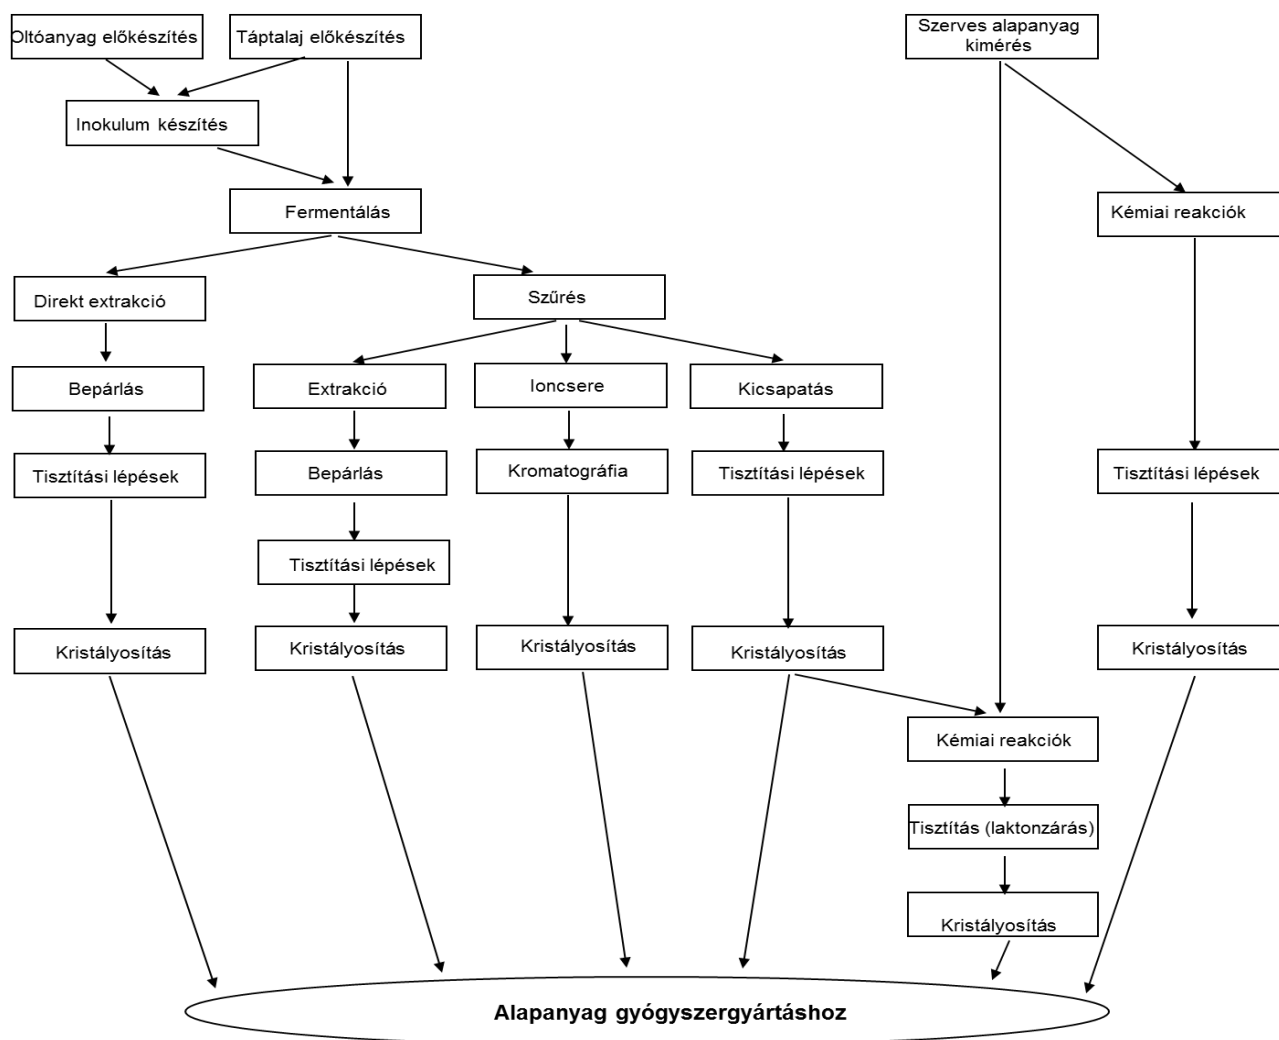 Oltóanyag előkészítés
Táptalaj előkészítés
Szerves alapanyag
kimérés
Inokulum készítés
Fermentálás
Kémiai reakciók
Direkt extrakció
Szűrés
Bepárlás
Extrakció
Ioncsere
Kicsapatás
Tisztítási lépések
Bepárlás
Kromatográfia
Tisztítási lépések
Tisztítási lépések
Tisztítási lépések
Kristályosítás
Kristályosítás
Kristályosítás
Kristályosítás
Kristályosítás
Kémiai reakciók
Tisztítás (laktonzárás)
Kristályosítás
Alapanyag gyógyszergyártáshoz